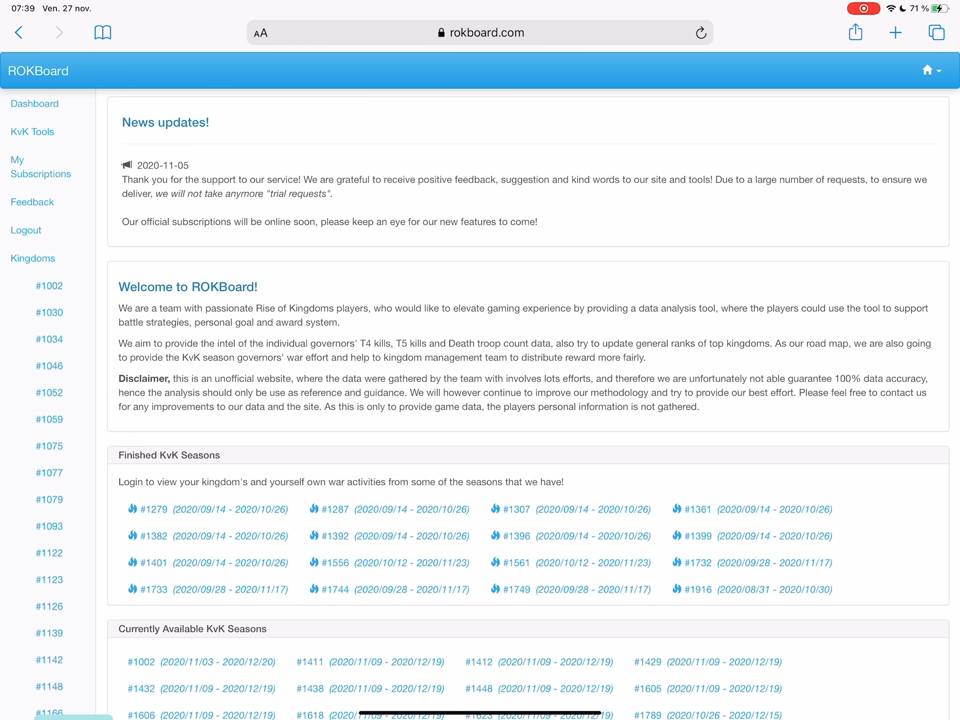 07:39 Ven. 27 nov.
71 %
AA
rokboard.com
ROKBoard
Dashboard
KvK Tools
My
Subscriptions
Feedback
Logout
Kingdoms
#1002
#1030
#1034
#1046
#1052
#1059
#1075
#1077
#1079
#1093
#1122
#1123
#1126
#1139
#1142
#1148
#1166
News updates!
2020-11-05
Thank you for the support to our service! We are grateful to receive positive feedback, suggestion and kind words to our site and tools! Due to a large number of requests, to ensure we
deliver, we will not take anymore "trial requests".
Our official subscriptions will be online soon, please keep an eye for our new features to come!
Welcome to ROKBoard!
We are a team with passionate Rise of Kingdoms players, who would like to elevate gaming experience by providing a data analysis tool, where the players could use the tool to support
battle strategies, personal goal and award system.
We aim to provide the intel of the individual governors' T4 kills, T5 kills and Death troop count data, also try to update general ranks of top kingdoms. As our road map, we are also going
to provide the KvK season governors' war effort and help to kingdom management team to distribute reward more fairly.
Disclaimer, this is an unofficial website, where the data were gathered by the team with involves lots efforts, and therefore we are unfortunately not able guarantee 100% data accuracy,
hence the analysis should only be use as reference and guidance. We will however continue to improve our methodology and try to provide our best effort. Please feel free to contact us
for any improvements to our data and the site. As this is only to provide game data, the players personal information is not gathered.
Finished KvK Seasons
Login to view your kingdom's and yourself own war activities from some of the seasons that we have!
#1279 (2020/09/14 - 2020/10/26) #1287 (2020/09/14 - 2020/10/26) #1307 (2020/09/14 - 2020/10/26) #1361 (2020/09/14 - 2020/10/26)
#1382 (2020/09/14 - 2020/10/26) #1392 (2020/09/14 - 2020/10/26) #1396 (2020/09/14 - 2020/10/26) #1399 (2020/09/14 - 2020/10/26)
#1401 (2020/09/14 - 2020/10/26) #1556 (2020/10/12 - 2020/11/23) #1561 (2020/10/12 - 2020/11/23) #1732 (2020/09/28 - 2020/11/17)
#1733 (2020/09/28 - 2020/11/17) #1744 (2020/09/28 - 2020/11/17) #1749 (2020/09/28 - 2020/11/17) #1916 (2020/08/31 - 2020/10/30)
Currently Available KvK Seasons
#1002 (2020/11/03 - 2020/12/20) #1411 (2020/11/09 - 2020/12/19) #1412 (2020/11/09 - 2020/12/19) #1429 (2020/11/09 - 2020/12/19)
#1432 (2020/11/09 - 2020/12/19) #1438 (2020/11/09 - 2020/12/19) #1448 (2020/11/09 - 2020/12/19) #1605 (2020/11/09 - 2020/12/19)
#1606 (2020/11/09 - 2020/12/19) #1618 #1789 (2020/10/26 - 2020/12/15)